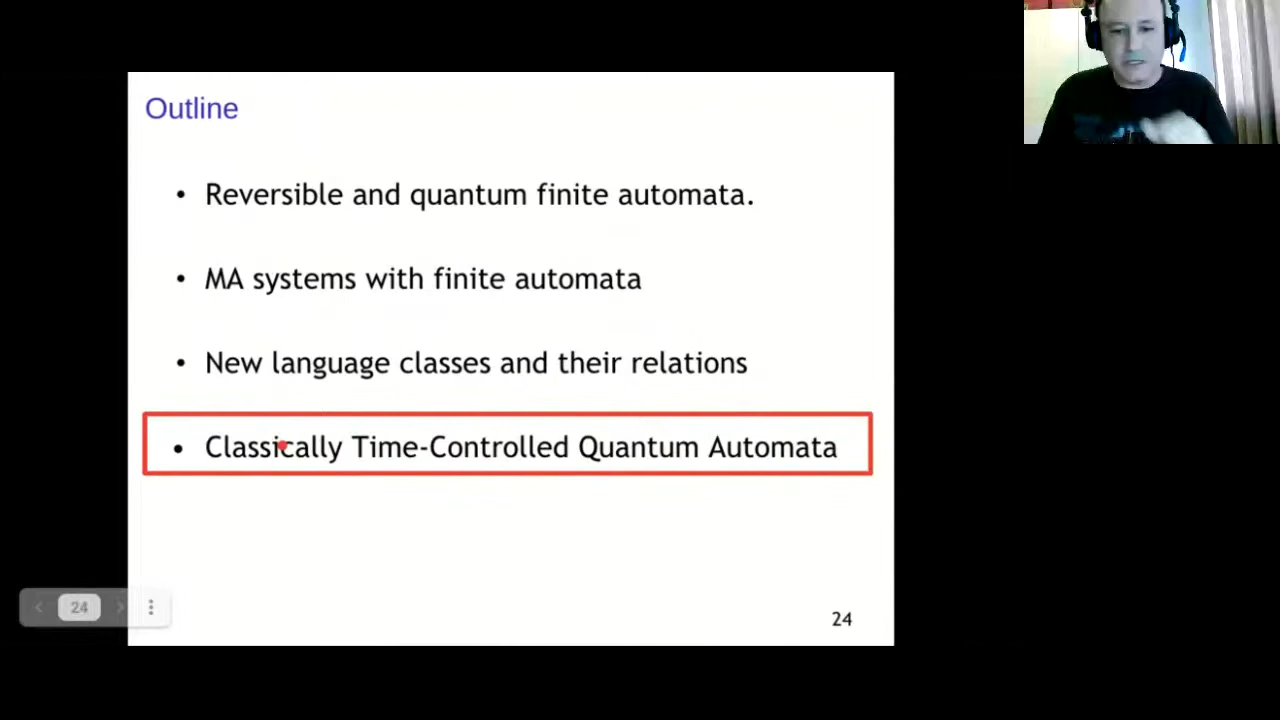 Outline
• Reversible and quantum finite automata.
• MA systems with finite automata
• New language classes and their relations
• Classically Time-Controlled Quantum Automata
24
24